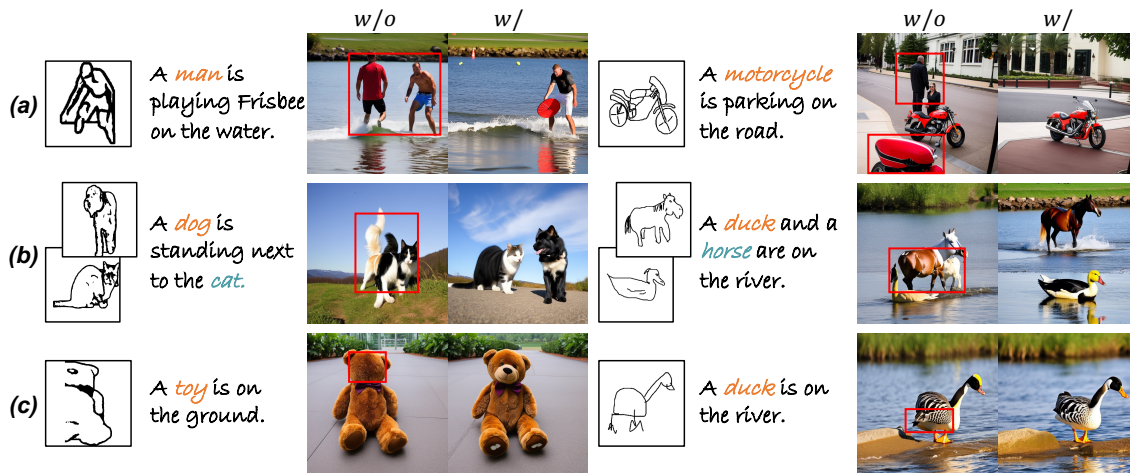 w/o w/ w/o w/
(a)
A man is
playing Frisbee
on the water.
A motorcycle
is parking on
the road.
(b)
A dog is
standing next
to the cat.
A duck and a
horse are on
the river.
(c)
A toy is on
the ground.
A duck is on
the river.